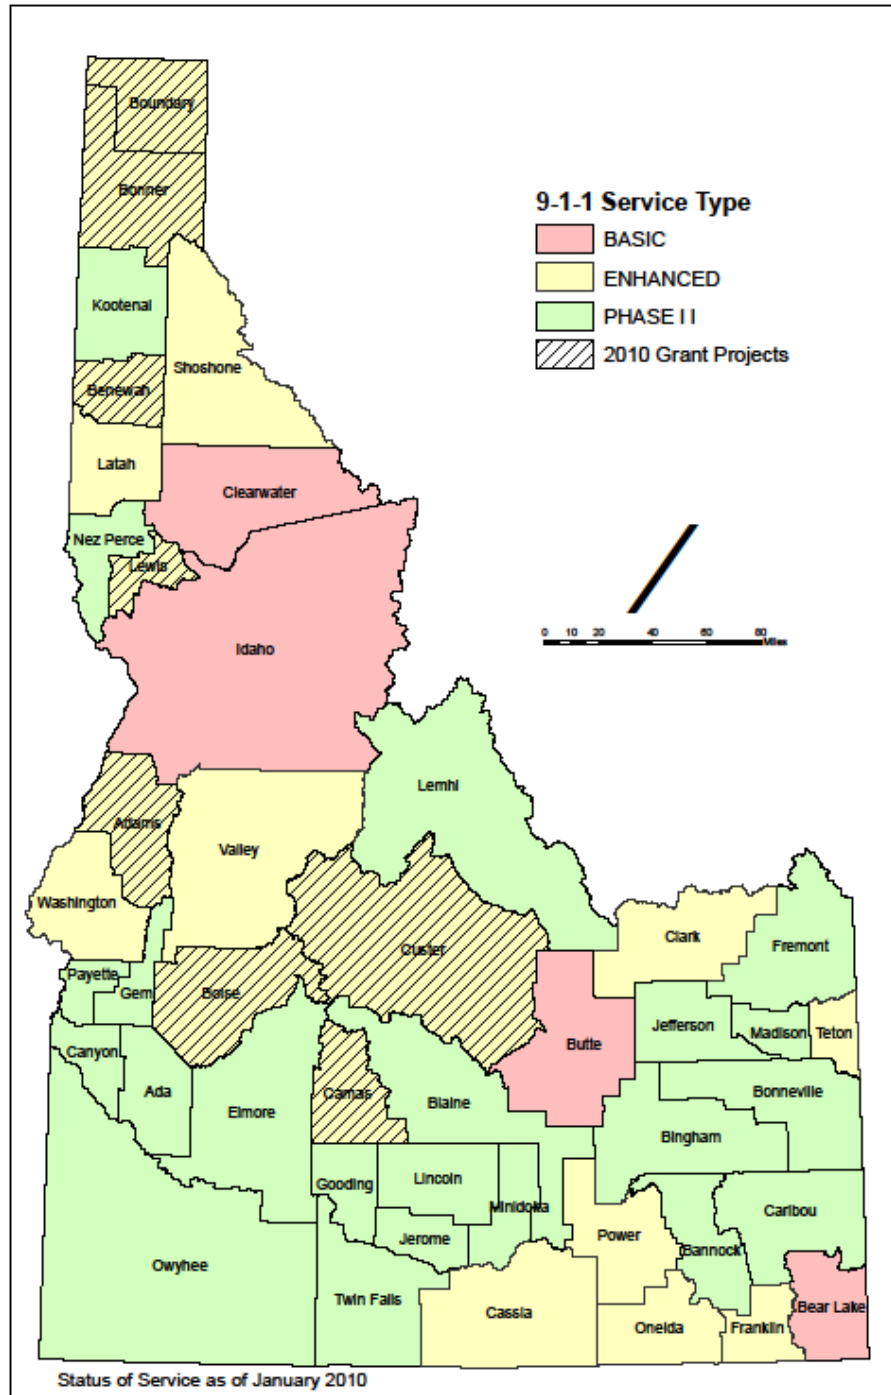 Boundary
Bonner
9-1-1 Service Type
BASIC
ENHANCED
PHASE I I
2010 Grant Projects
Kootenai
Shoshone
Benewah
Latah
Clearwater
Nez Perce
Lewis
Idaho
0 10 20 40 60 80
Miles
Lemhi
Adams
Valley
Washington
Custer
Clark
Fremont
Payette
Gem
Boise
Butte
Jefferson
Madison
Teton
Canyon
Ada
Elmore
Camas
Blaine
Bonneville
Bingham
Gooding
Lincoln
Minidoka
Caribou
Jerome
Power
Bannock
Owyhee
Twin Falls
Cassia
Oneida
Franklin
Bear Lake
Status of Service as of January 2010